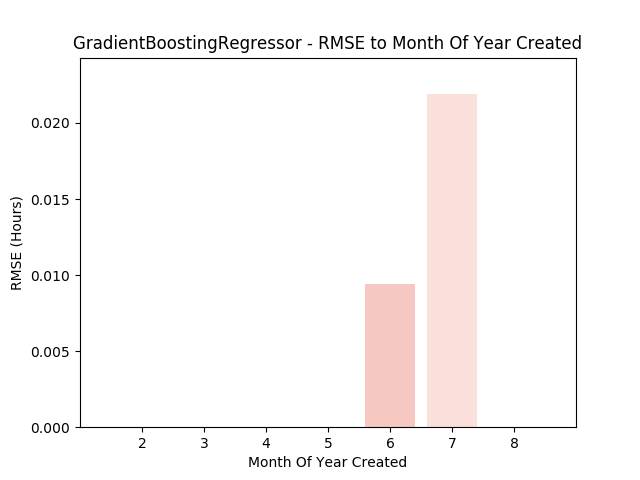 GradientBoostingRegressor - RMSE to Month Of Year Created
0.020
0.015
0.010
0.005
0.000
RMSE (Hours)
2 3 4 5 6 7 8
Month Of Year Created